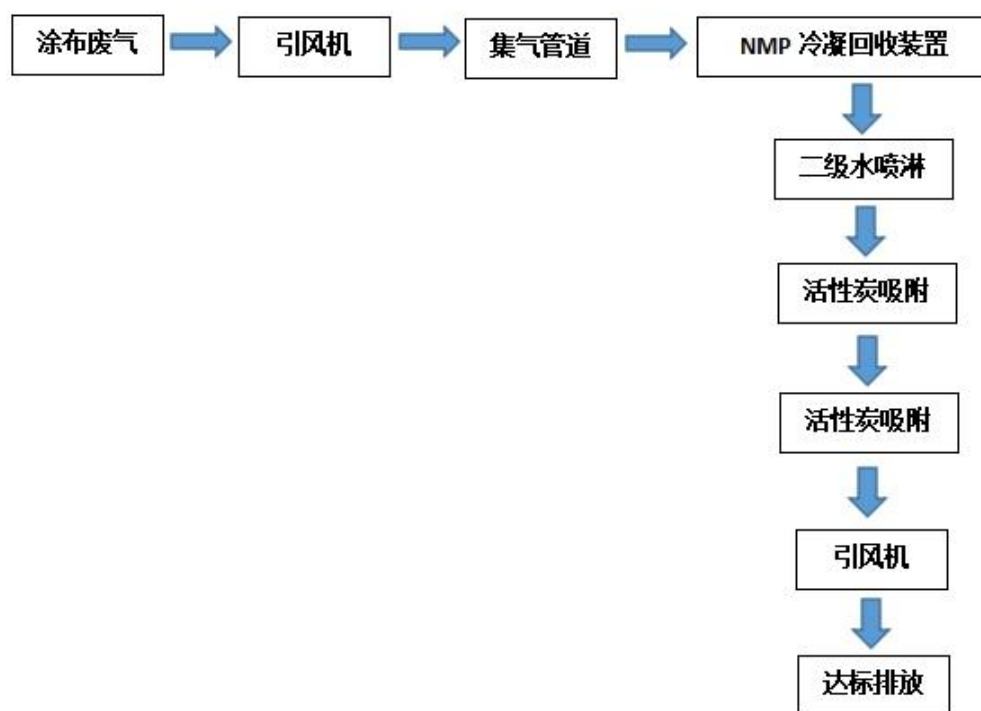 涂布废气
引风机
集气管道
NMP 冷凝回收装置
二级水喷淋
活性炭吸附
活性炭吸附
引风机
达标排放